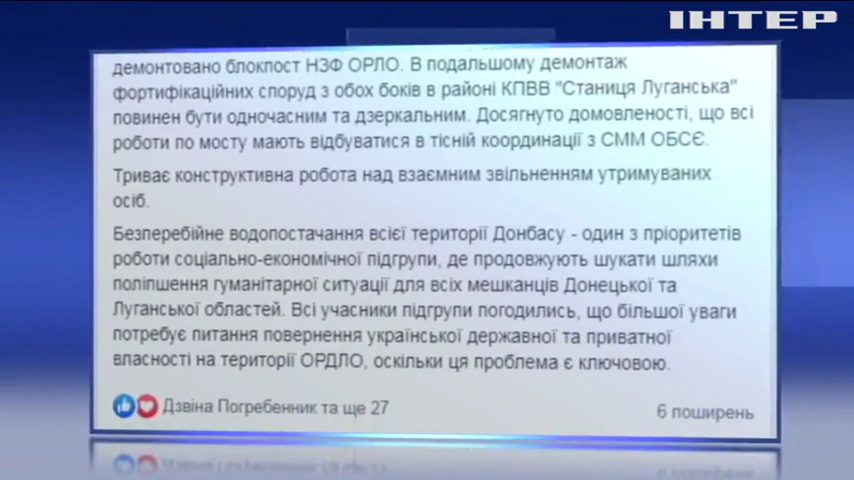 ІНТЕР
демонтовано блокпост НЗФ ОРЛО. В подальшому демонтаж
фортифікаційних споруд з обох боків в районі КПВВ "Станиця Луганська"
повинен бути одночасним та дзеркальним. Досягнуто домовленості, що всі
роботи по мосту мають відбуватися в тісній координації з СММ ОБСЄ.
Триває конструктивна робота над взаємним звільненням утримуваних
осіб.
Безперебійне водопостачання всієї території Донбасу - один з пріоритетів
роботи соціально-економічної підгрупи, де продовжують шукати шляхи
поліпшення гуманітарної ситуації для всіх мешканців Донецької та
Луганської областей. Всі учасники підгрупи погодились, що більшої уваги
потребує питання повернення української державної та приватної
власності на території ОРДЛО, оскільки ця проблема є ключовою.
Дзвіна Погребенник та ще 27
6 поширень